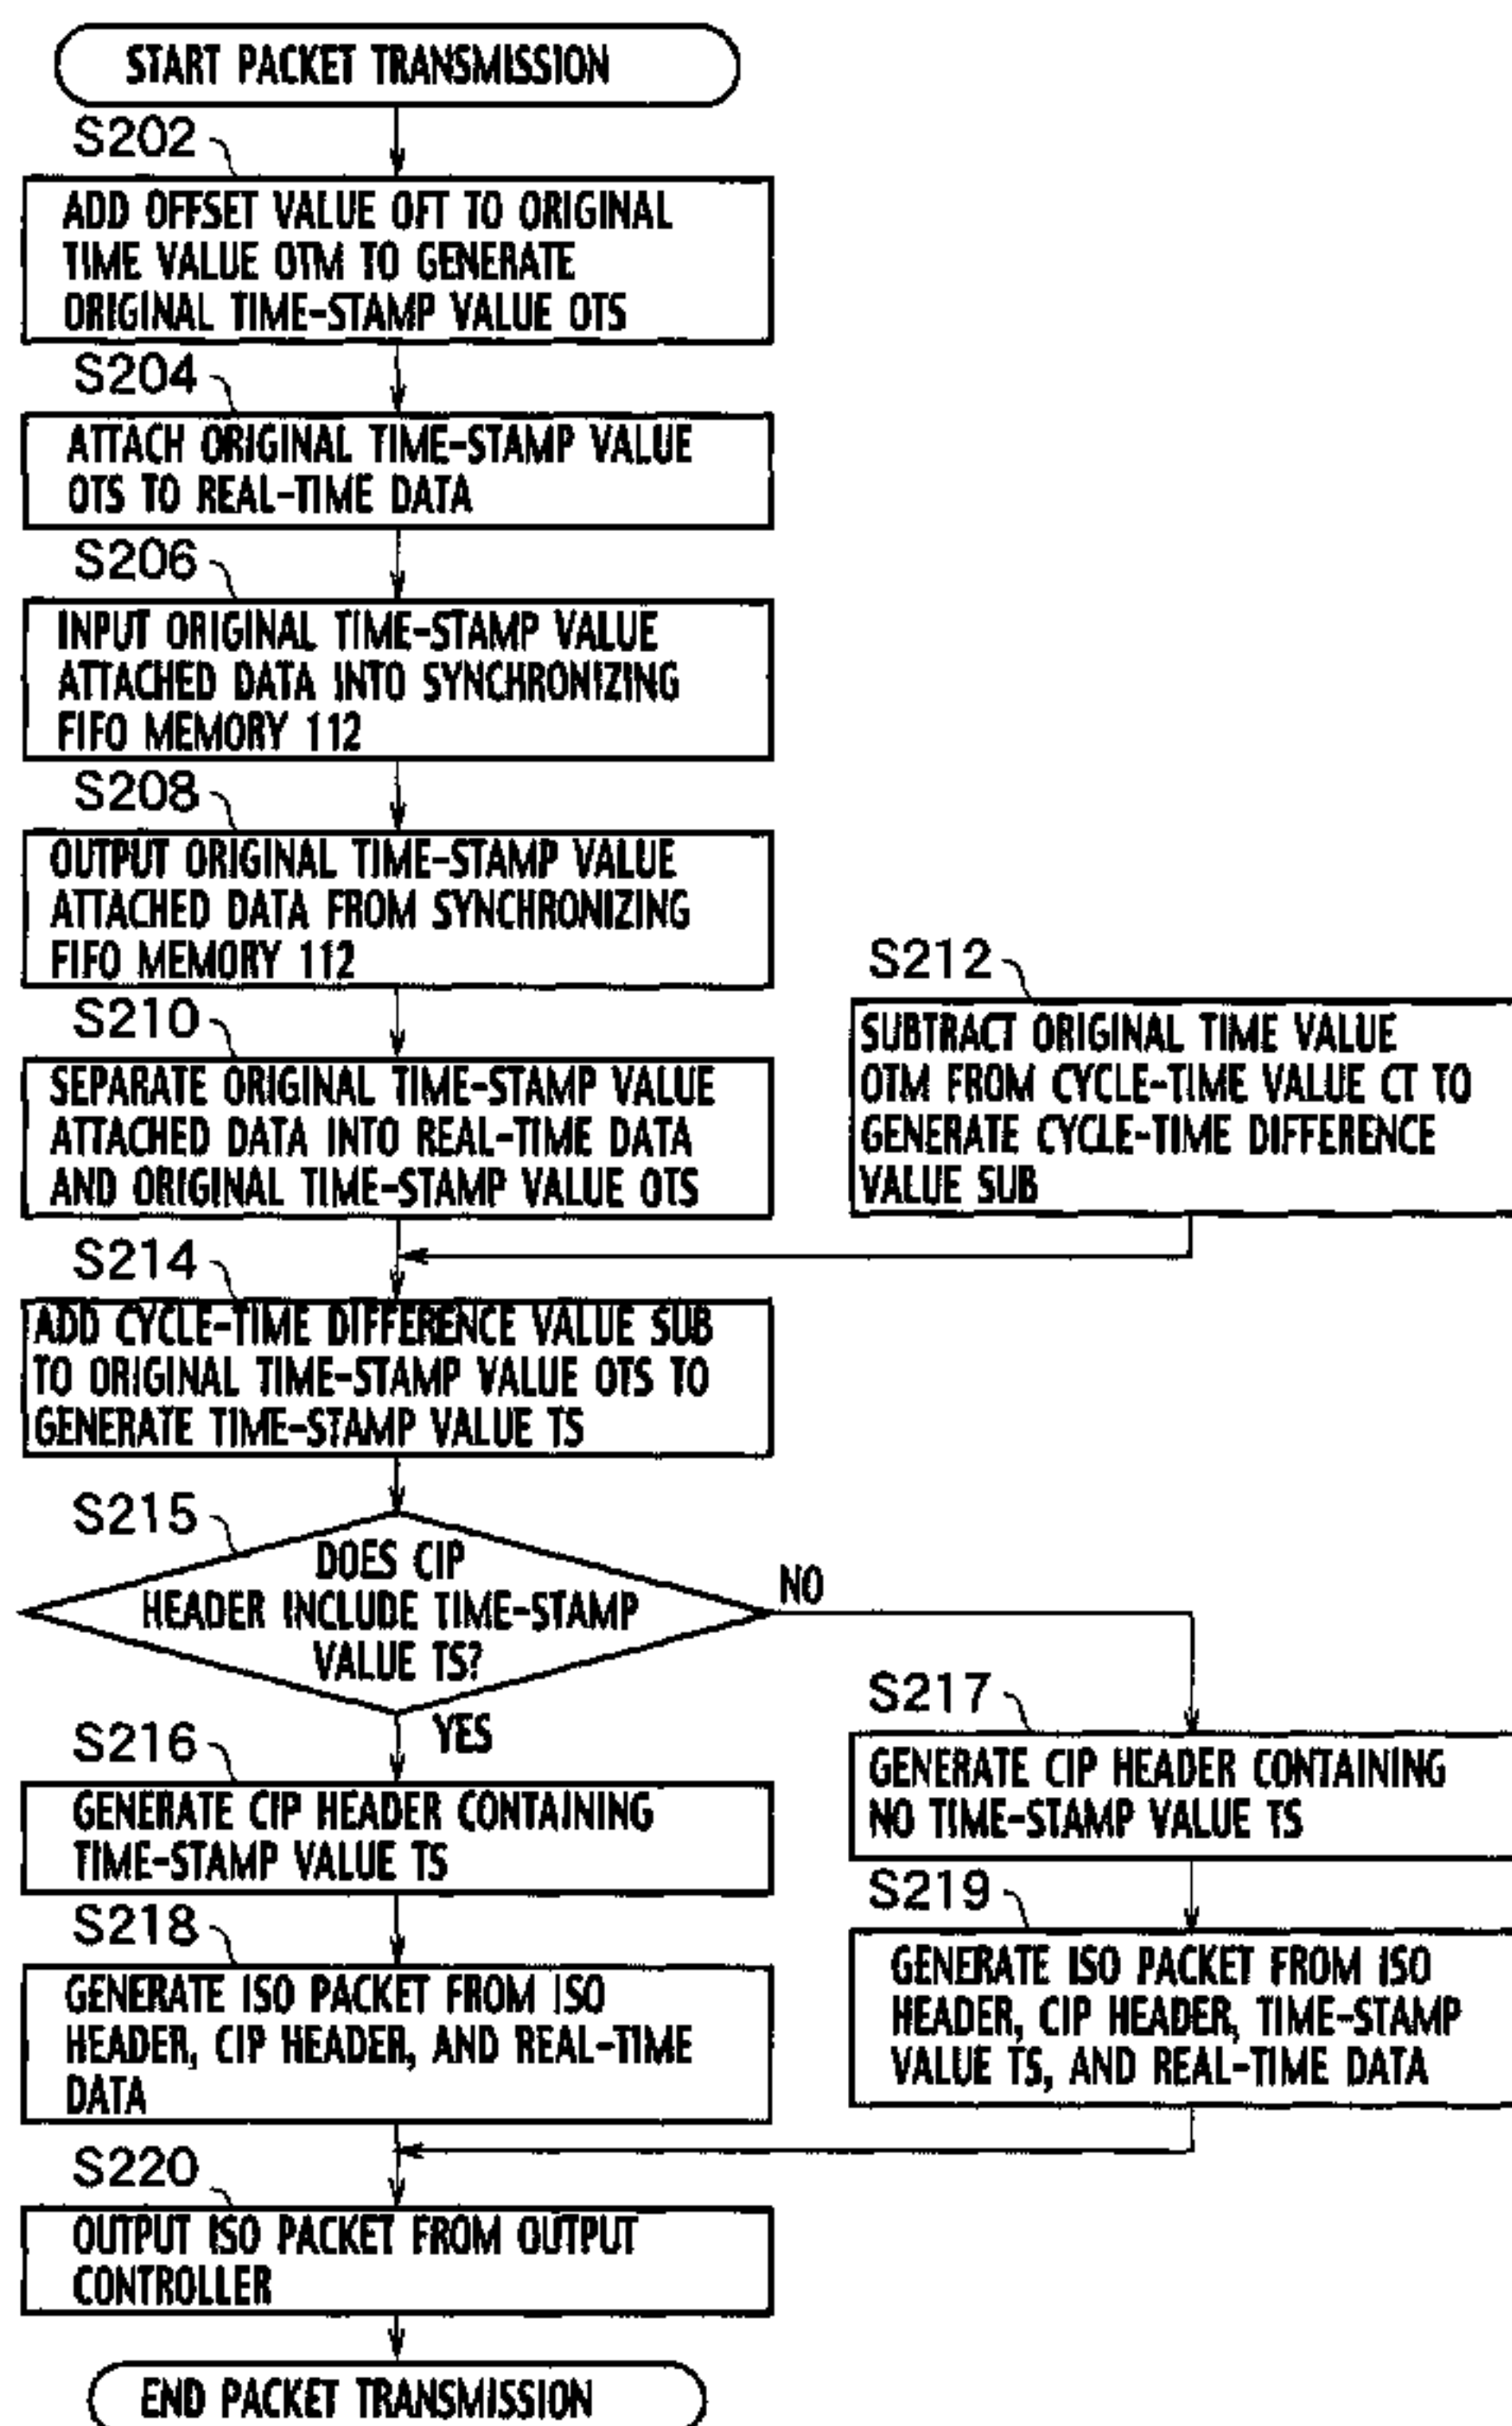 START PACKET TRANSMISSION
S202
ADD OFFSET VALUE OFT TO ORIGINAL
TIME VALUE OTM TO GENERATE
ORIGINAL TIME-STAMP VALUE OTS
S204
ATTACH ORIGINAL TIME-STAMP VALUE
OTS TO REAL-TIME DATA
S206
INPUT ORIGINAL TIME-STAMP VALUE
ATTACHED DATA INTO SYNCHRONIZING
FIFO MEMORY 112
S208
OUTPUT ORIGINAL TIME-STAMP VALUE
ATTACHED DATA FROM SYNCHRONIZING
FIFO MEMORY 112
S210
SEPARATE ORIGINAL TIME-STAMP VALUE
ATTACHED DATA INTO REAL-TIME DATA
AND ORIGINAL TIME-STAMP VALUE OTS
S212
SUBTRACT ORIGINAL TIME VALUE
OTM FROM CYCLE-TIME VALUE CT TO
GENERATE CYCLE-TIME DIFFERENCE
VALUE SUB
S214
ADD CYCLE-TIME DIFFERENCE VALUE SUB
TO ORIGINAL TIME-STAMP VALUE OTS TO
GENERATE TIME-STAMP VALUE TS
S215
DOES CIP
HEADER INCLUDE TIME-STAMP
VALUE TS?
NO
YES
S216
GENERATE CIP HEADER CONTAINING
TIME-STAMP VALUE TS
S217
GENERATE CIP HEADER CONTAINING
NO TIME-STAMP VALUE TS
S218
GENERATE ISO PACKET FROM ISO
HEADER, CIP HEADER, AND REAL-TIME
DATA
S219
GENERATE ISO PACKET FROM ISO
HEADER, CIP HEADER, TIME-STAMP
VALUE TS, AND REAL-TIME DATA
S220
OUTPUT ISO PACKET FROM OUTPUT
CONTROLLER
END PACKET TRANSMISSION